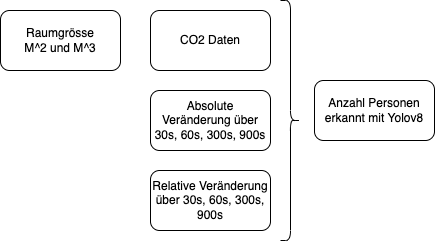 Raumgrösse
M^2 und M^3
CO2 Daten
Absolute
Veränderung über
30s, 60s, 300s, 900s
Relative Veränderung
über 30s, 60s, 300s,
900s
Anzahl Personen
erkannt mit Yolov8